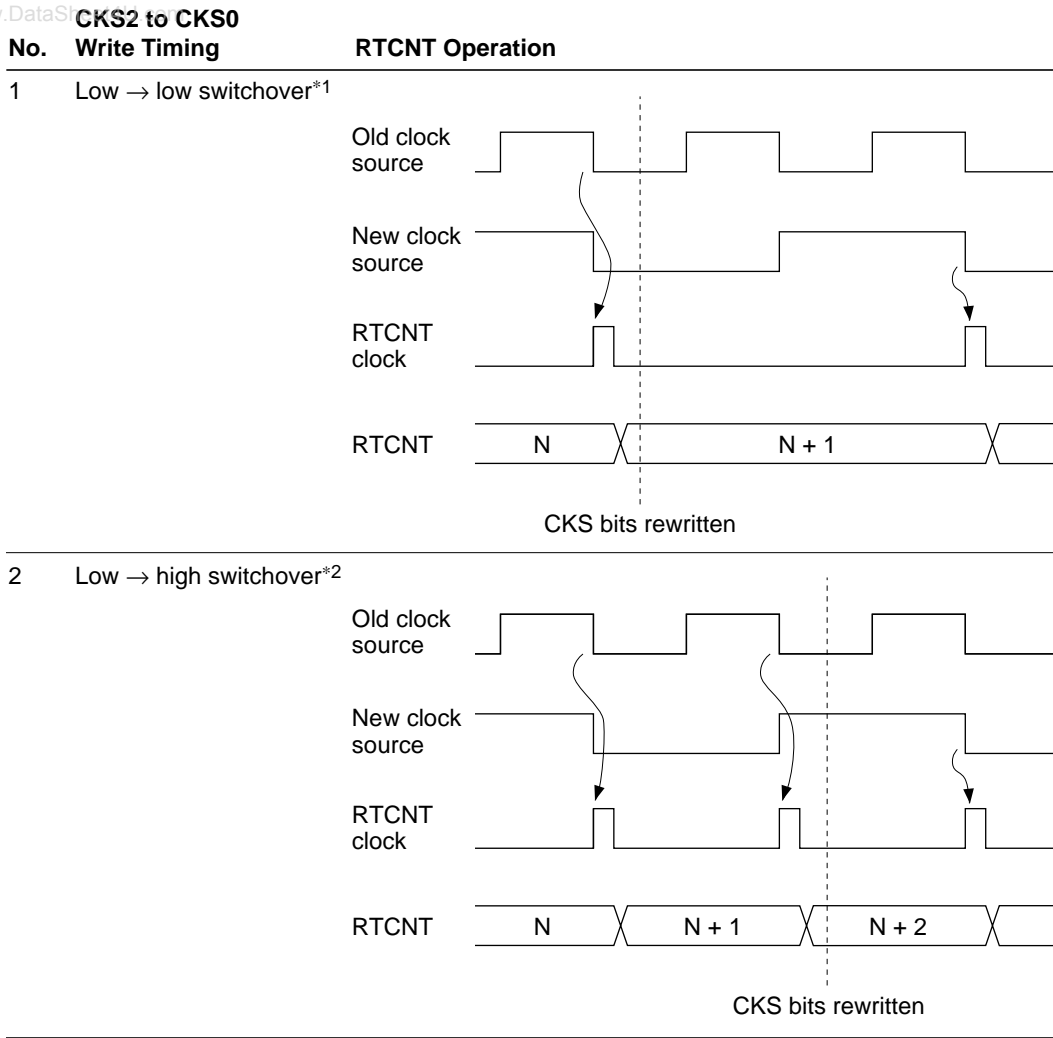 .DataSheet4U.com
CKS2 to CKS0
No. Write Timing RTCNT Operation
1 Low → low switchover*1
Old clock
source
New clock
source
RTCNT
clock
RTCNT N N + 1
CKS bits rewritten
2 Low → high switchover*2
Old clock
source
New clock
source
RTCNT
clock
RTCNT N N + 1 N + 2
CKS bits rewritten